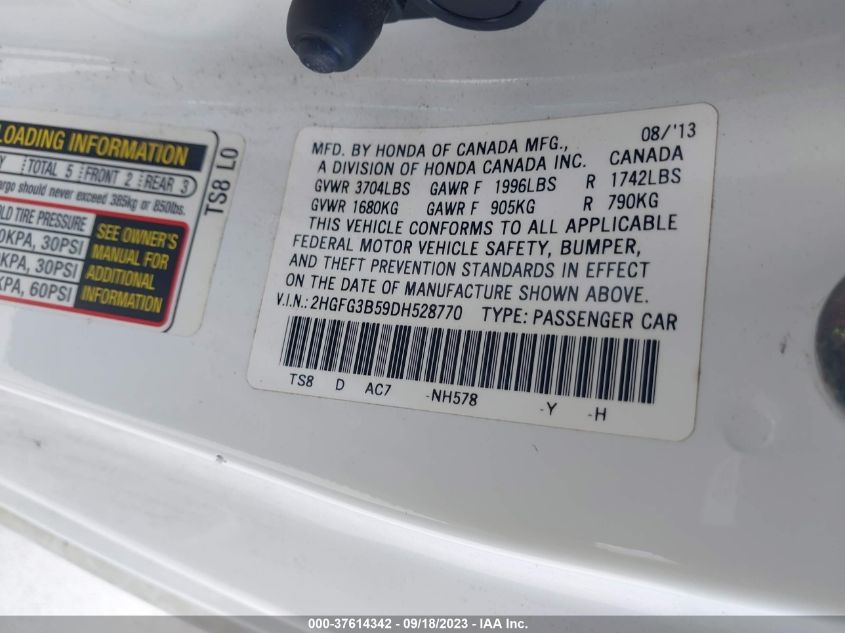 LOADING INFORMATION
TOTAL 5 FRONT 2 REAR 3
should never exceed 385kg or 850lbs.
TIRE PRESSURE
KPA, 30PSI
KPA, 30PSI
KPA, 60PSI
SEE OWNER'S
MANUAL FOR
ADDITIONAL
INFORMATION
TS8 L0
08/'13
MFD. BY HONDA OF CANADA MFG.,
A DIVISION OF HONDA CANADA INC. CANADA
GVWR 3704LBS GAWR F 1996LBS R 1742LBS
GVWR 1680KG GAWR F 905KG R 790KG
THIS VEHICLE CONFORMS TO ALL APPLICABLE
FEDERAL MOTOR VEHICLE SAFETY, BUMPER,
AND THEFT PREVENTION STANDARDS IN EFFECT
ON THE DATE OF MANUFACTURE SHOWN ABOVE.
V.I.N.: 2HGFG3B59DH528770 TYPE: PASSENGER CAR
TS8 D AC7 -NH578 -Y -H
000-37614342 - 09/18/2023 - IAA Inc.